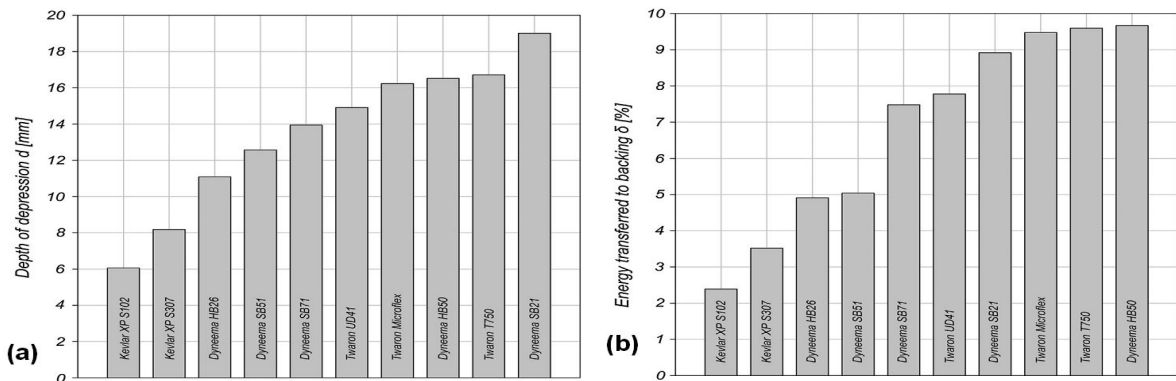 Depth of depression d [mm]
20
18
16
14
12
10
8
6
4
2
0
Kevlar XP S102
Kevlar XP S307
Dyneema HB26
Dyneema SB51
Dyneema SB71
Twaron UD41
Twaron Microflex
Dyneema HB50
Twaron T750
Dyneema SB21
(a)
Energy transferred to backing δ [%]
10
9
8
7
6
5
4
3
2
1
0
Kevlar XP S102
Kevlar XP S307
Dyneema HB26
Dyneema SB51
Dyneema SB71
Twaron UD41
Dyneema SB21
Twaron Microflex
Twaron T750
Dyneema HB50
(b)